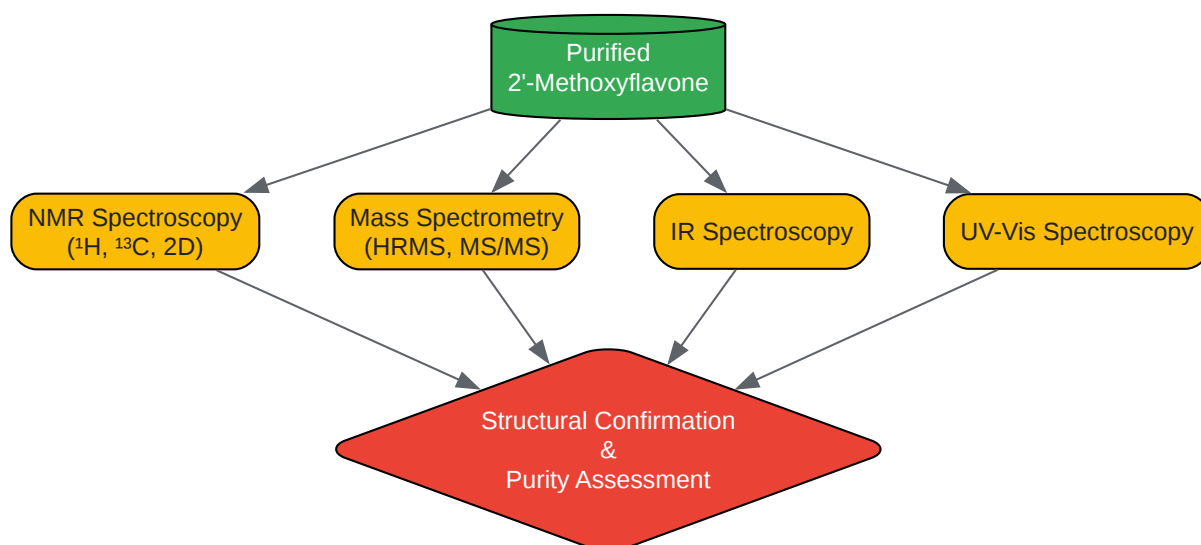 Purified
2'-Methoxyflavone
NMR Spectroscopy
(¹H, ¹³C, 2D)
Mass Spectrometry
(HRMS, MS/MS)
IR Spectroscopy
UV-Vis Spectroscopy
Structural Confirmation
&
Purity Assessment